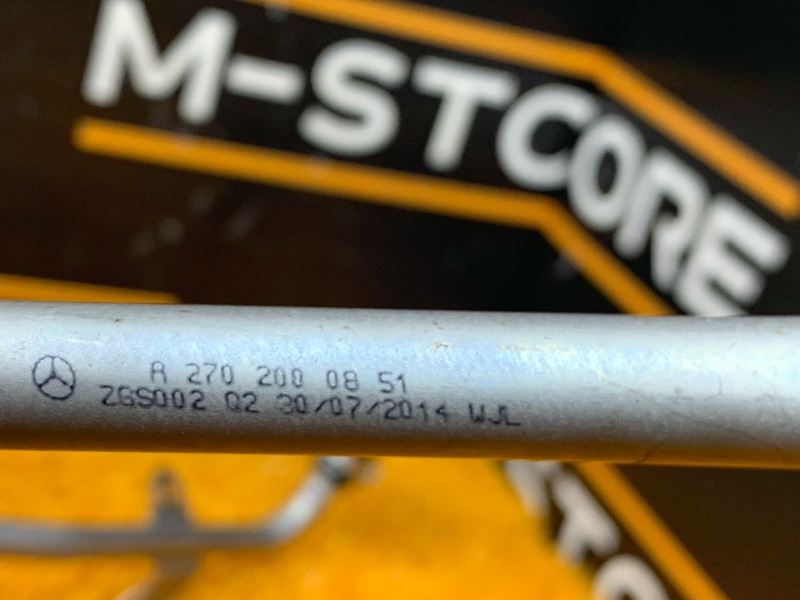 M-STCORE
A 270 200 08 51
ZGS002 Q2 30/07/2014 WJL